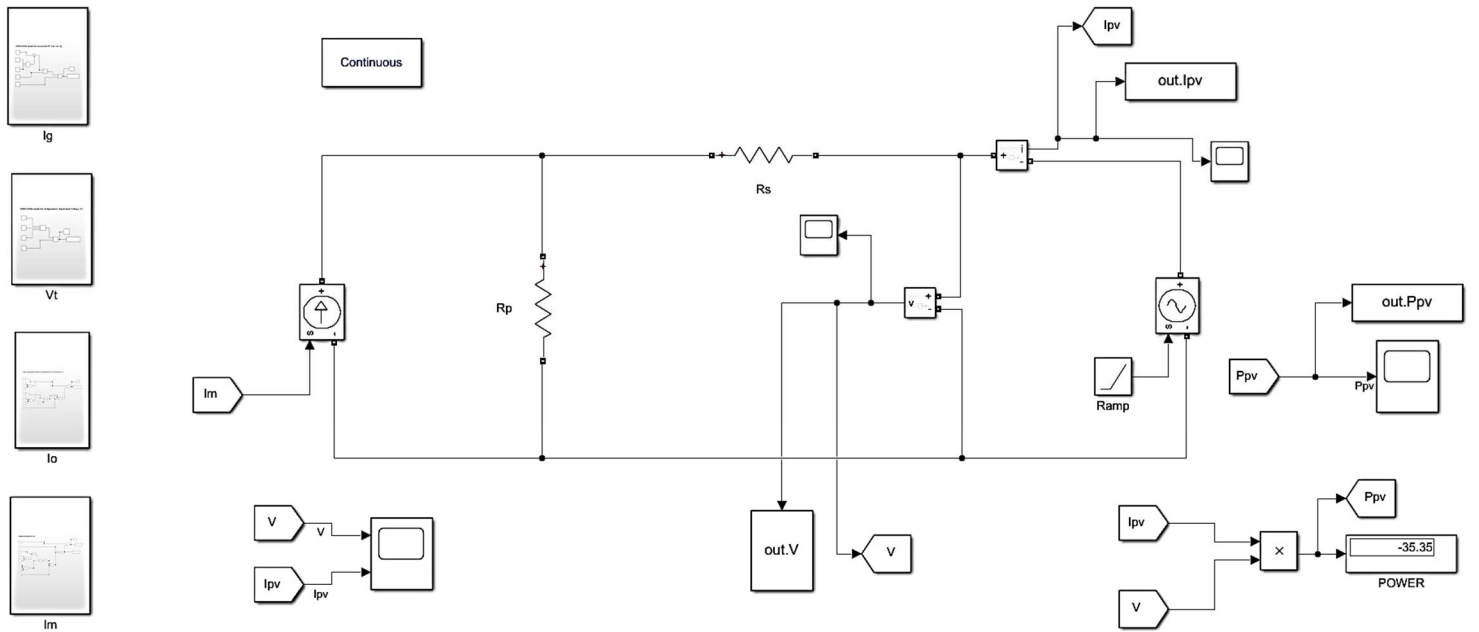 Ipv
Continuous
out.Ipv
Ig
+
i
+
-
Rs
Vt
+
Rp
+
-
s
v
+
-
+
-
s
out.Ppv
Im
Ramp
Ppv
Ppv
Io
V
V
Ipv
Ipv
out.V
V
Ipv
V
×
Ppv
-35.35
POWER
Im